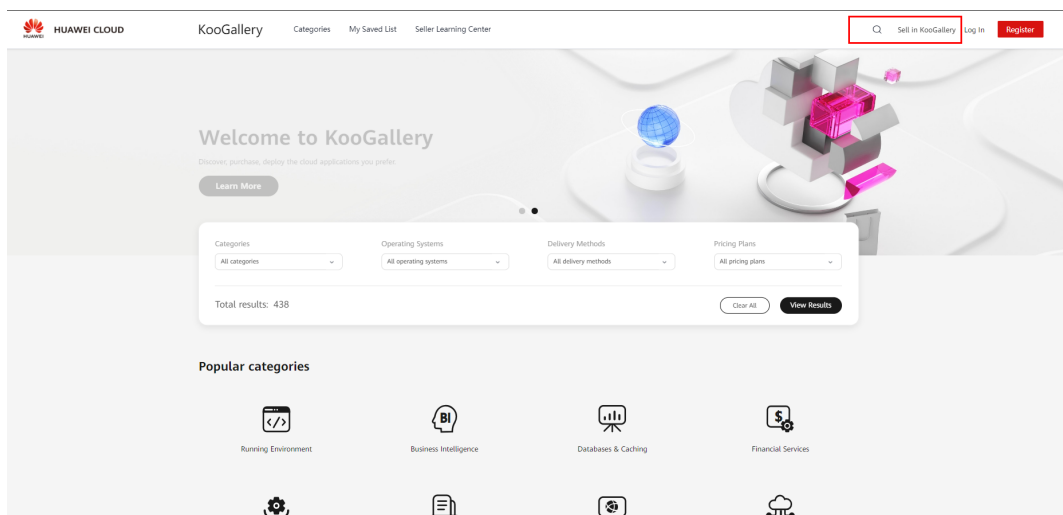 HUAWEI
HUAWEI CLOUD
KooGallery
Categories
My Saved List
Seller Learning Center
Sell in KooGallery
Log In
Register
Welcome to KooGallery
Discover, purchase, deploy the cloud applications you prefer
Learn More
Categories
Operating Systems
Delivery Methods
Pricing Plans
All categories
All operating systems
All delivery methods
All pricing plans
Total results: 438
Clear All
View Results
Popular categories
</>
BI
$
Running Environment
Business Intelligence
Databases & Caching
Financial Services